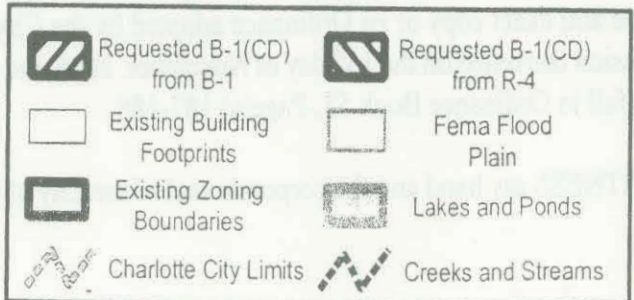 Requested B-1(CD)
from B-1
Requested B-1(CD)
from R-4
Existing Building
Footprints
Fema Flood
Plain
Existing Zoning
Boundaries
Lakes and Ponds
Charlotte City Limits
Creeks and Streams